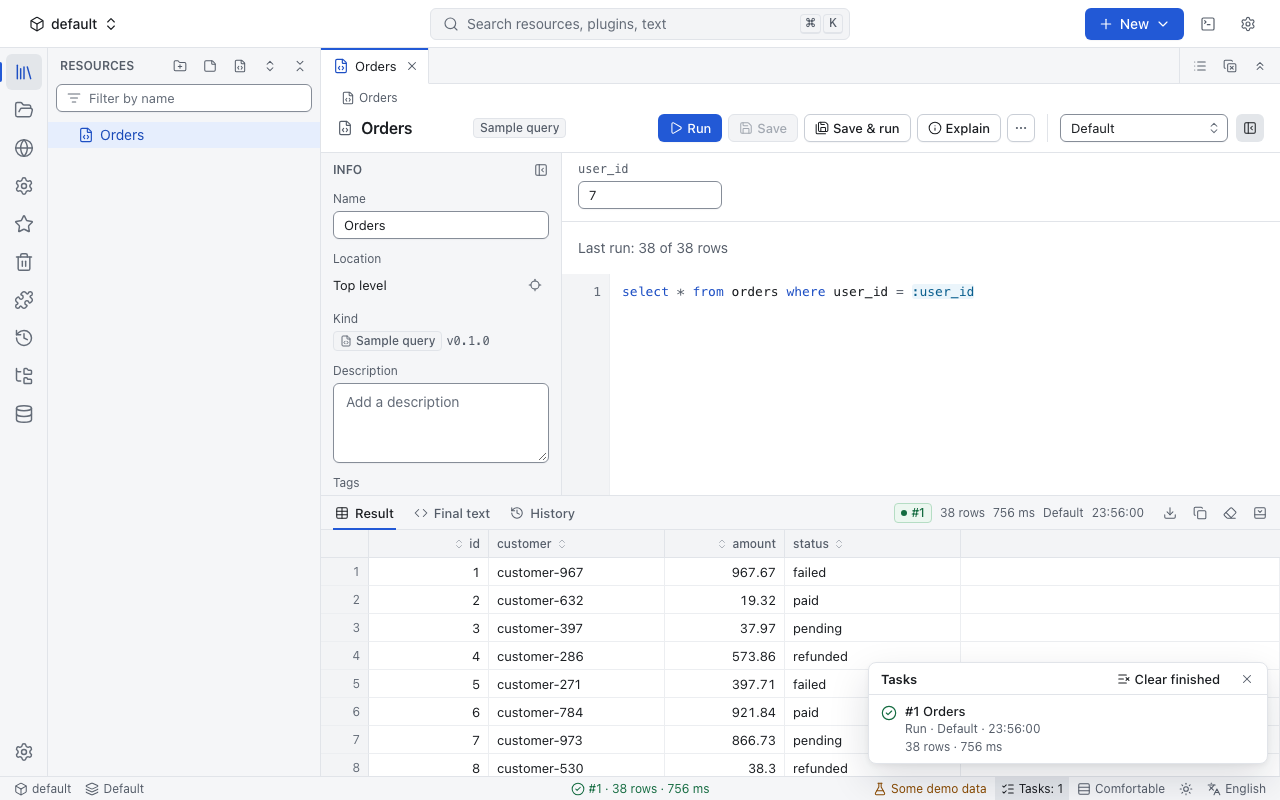 default
Search resources, plugins, text
⌘ K
New
RESOURCES
Filter by name
Orders
Orders
Orders
Orders
Sample query
Run
Save
Save & run
Explain
Default
INFO
Name
Orders
Location
Top level
Kind
Sample query v0.1.0
Description
Add a description
Tags
user_id
7
Last run: 38 of 38 rows
1 select * from orders where user_id = :user_id
Result
Final text
History
#1 38 rows 756 ms Default 23:56:00
id customer amount status
1 1 customer-967 967.67 failed
2 2 customer-632 19.32 paid
3 3 customer-397 37.97 pending
4 4 customer-286 573.86 refunded
5 5 customer-271 397.71 failed
6 6 customer-784 921.84 paid
7 7 customer-973 866.73 pending
8 8 customer-530 38.3 refunded
Tasks
Clear finished
#1 Orders
Run · Default · 23:56:00
38 rows · 756 ms
default
Default
#1 · 38 rows · 756 ms
Some demo data
Tasks: 1
Comfortable
English